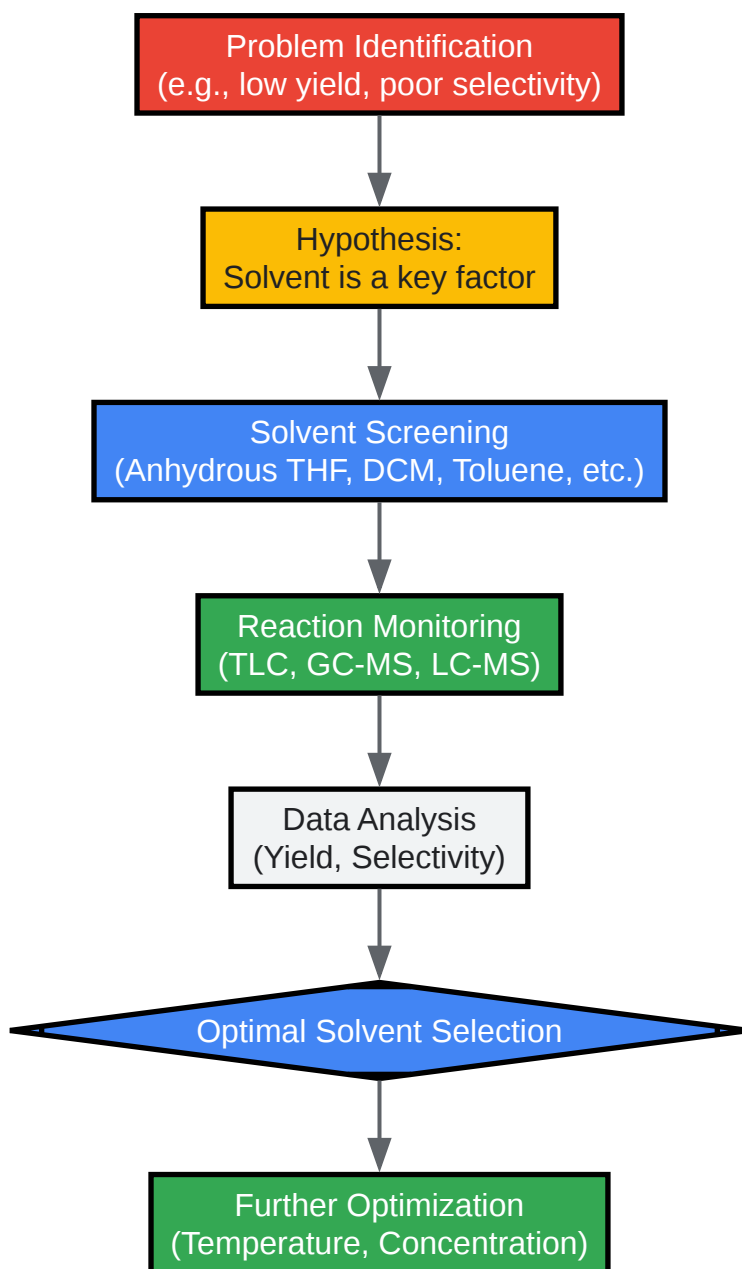 Problem Identification
(e.g., low yield, poor selectivity)
Hypothesis:
Solvent is a key factor
Solvent Screening
(Anhydrous THF, DCM, Toluene, etc.)
Reaction Monitoring
(TLC, GC-MS, LC-MS)
Data Analysis
(Yield, Selectivity)
Optimal Solvent Selection
Further Optimization
(Temperature, Concentration)